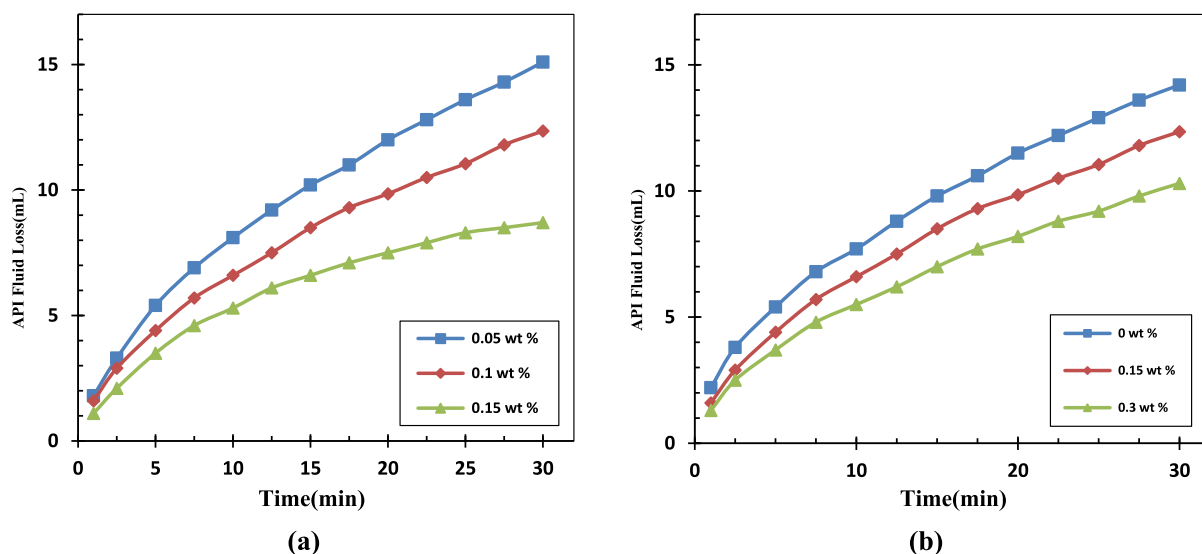 15
10
5
0
API Fluid Loss(mL)
0.05 wt %
0.1 wt %
0.15 wt %
0 5 10 15 20 25 30
Time(min)
(a)
15
10
5
0
API Fluid Loss(mL)
0 wt %
0.15 wt %
0.3 wt %
0 10 20 30
Time(min)
(b)